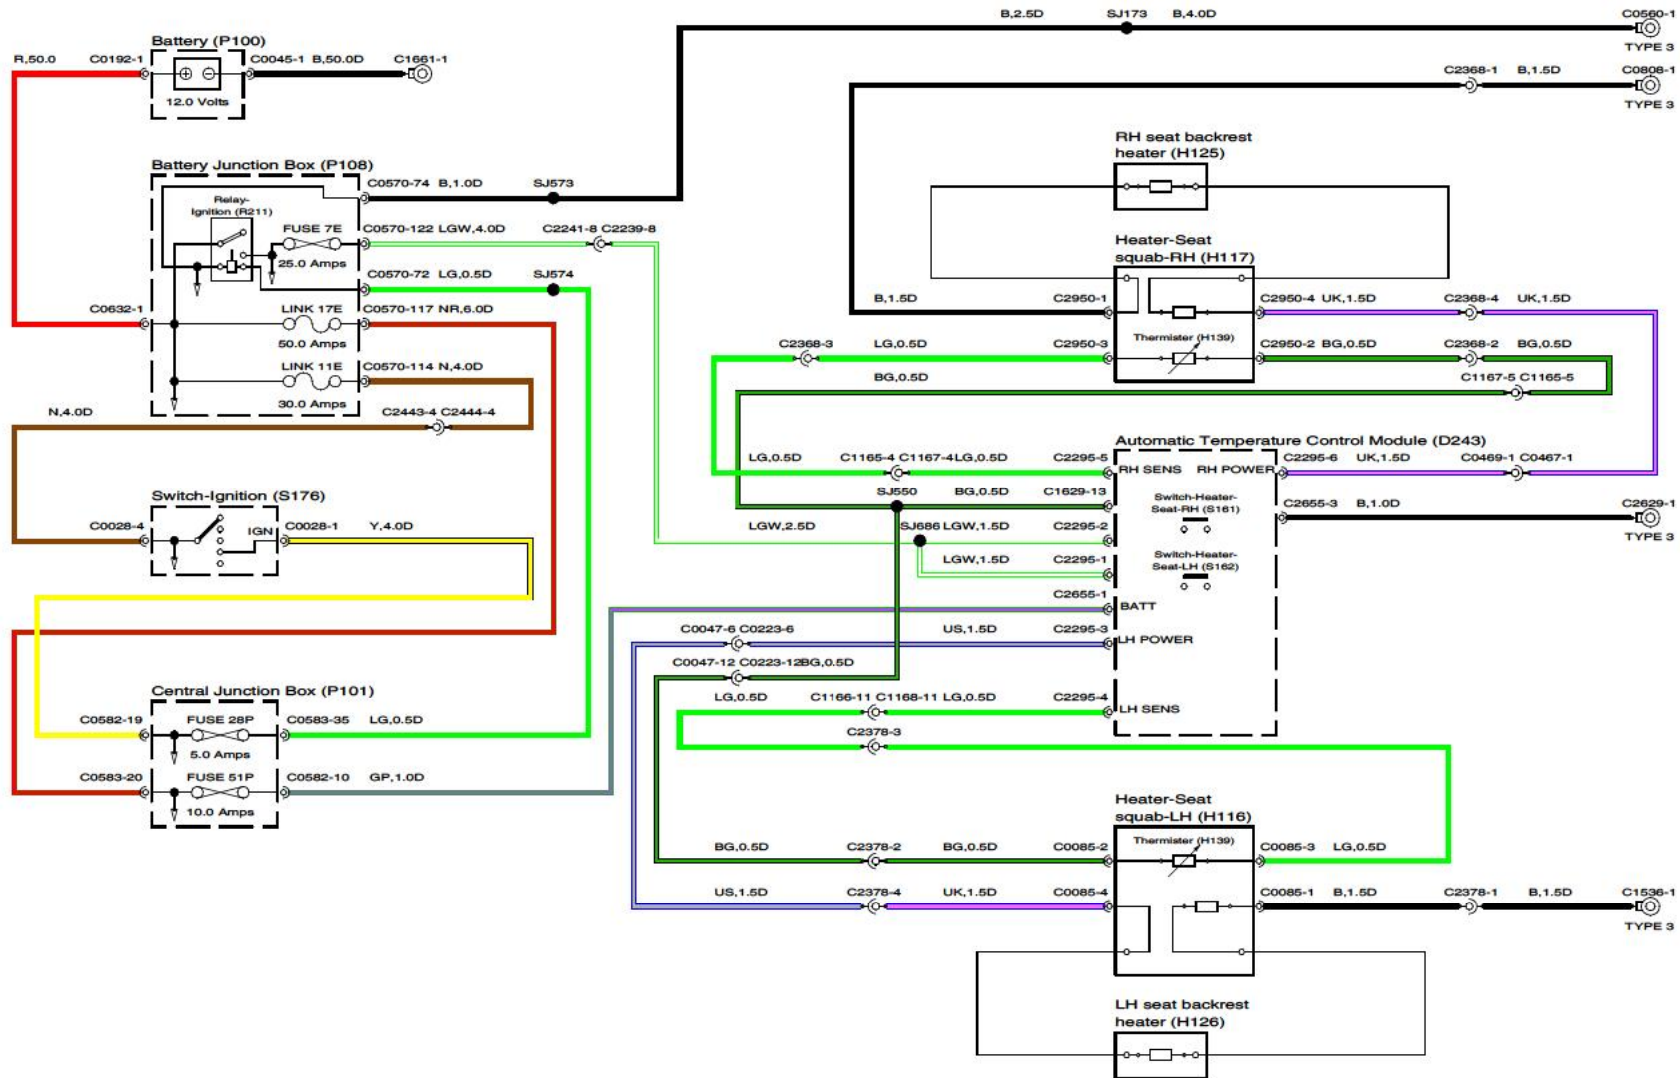 B,2.5D SJ173 B,4.0D C0560-1
TYPE 3
Battery (P100)
R,50.0 C0192-1 C0045-1 B,50.0D C1661-1
12.0 Volts
C2368-1 B,1.5D C0808-1
TYPE 3
RH seat backrest
heater (H125)
Battery Junction Box (P108)
C0570-74 B,1.0D SJ573
Relay-
Ignition (R211)
FUSE 7E C0570-122 LGW,4.0D C2241-8 C2239-8
25.0 Amps
C0570-72 LG,0.5D SJ574
C0632-1 LINK 17E C0570-117 NR,6.0D
50.0 Amps
LINK 11E C0570-114 N,4.0D
30.0 Amps
Heater-Seat
squab-RH (H117)
B,1.5D C2950-1 C2950-4 UK,1.5D C2368-4 UK,1.5D
Thermister (H139)
C2368-3 LG,0.5D C2950-3 C2950-2 BG,0.5D C2368-2 BG,0.5D
BG,0.5D C1167-5 C1165-5
N,4.0D C2443-4 C2444-4
Automatic Temperature Control Module (D243)
LG,0.5D C1165-4 C1167-4LG,0.5D C2295-5 RH SENS RH POWER C2295-6 UK,1.5D C0469-1 C0467-1
SJ550 BG,0.5D C1629-13 Switch-Heater-
Seat-RH (S161)
C2655-3 B,1.0D C2629-1
TYPE 3
LGW,2.5D SJ686 LGW,1.5D C2295-2
LGW,1.5D C2295-1 Switch-Heater-
Seat-LH (S162)
C2655-1 BATT
C0047-6 C0223-6 US,1.5D C2295-3 LH POWER
C0047-12 C0223-12BG,0.5D
LG,0.5D C1166-11 C1168-11 LG,0.5D C2295-4 LH SENS
C2378-3
Switch-Ignition (S176)
C0028-4 IGN C0028-1 Y,4.0D
Central Junction Box (P101)
C0582-19 FUSE 28P C0583-35 LG,0.5D
5.0 Amps
C0583-20 FUSE 51P C0582-10 GP,1.0D
10.0 Amps
Heater-Seat
squab-LH (H116)
BG,0.5D C2378-2 BG,0.5D C0085-2 Thermister (H139) C0085-3 LG,0.5D
US,1.5D C2378-4 UK,1.5D C0085-4 C0085-1 B,1.5D C2378-1 B,1.5D C1536-1
TYPE 3
LH seat backrest
heater (H126)